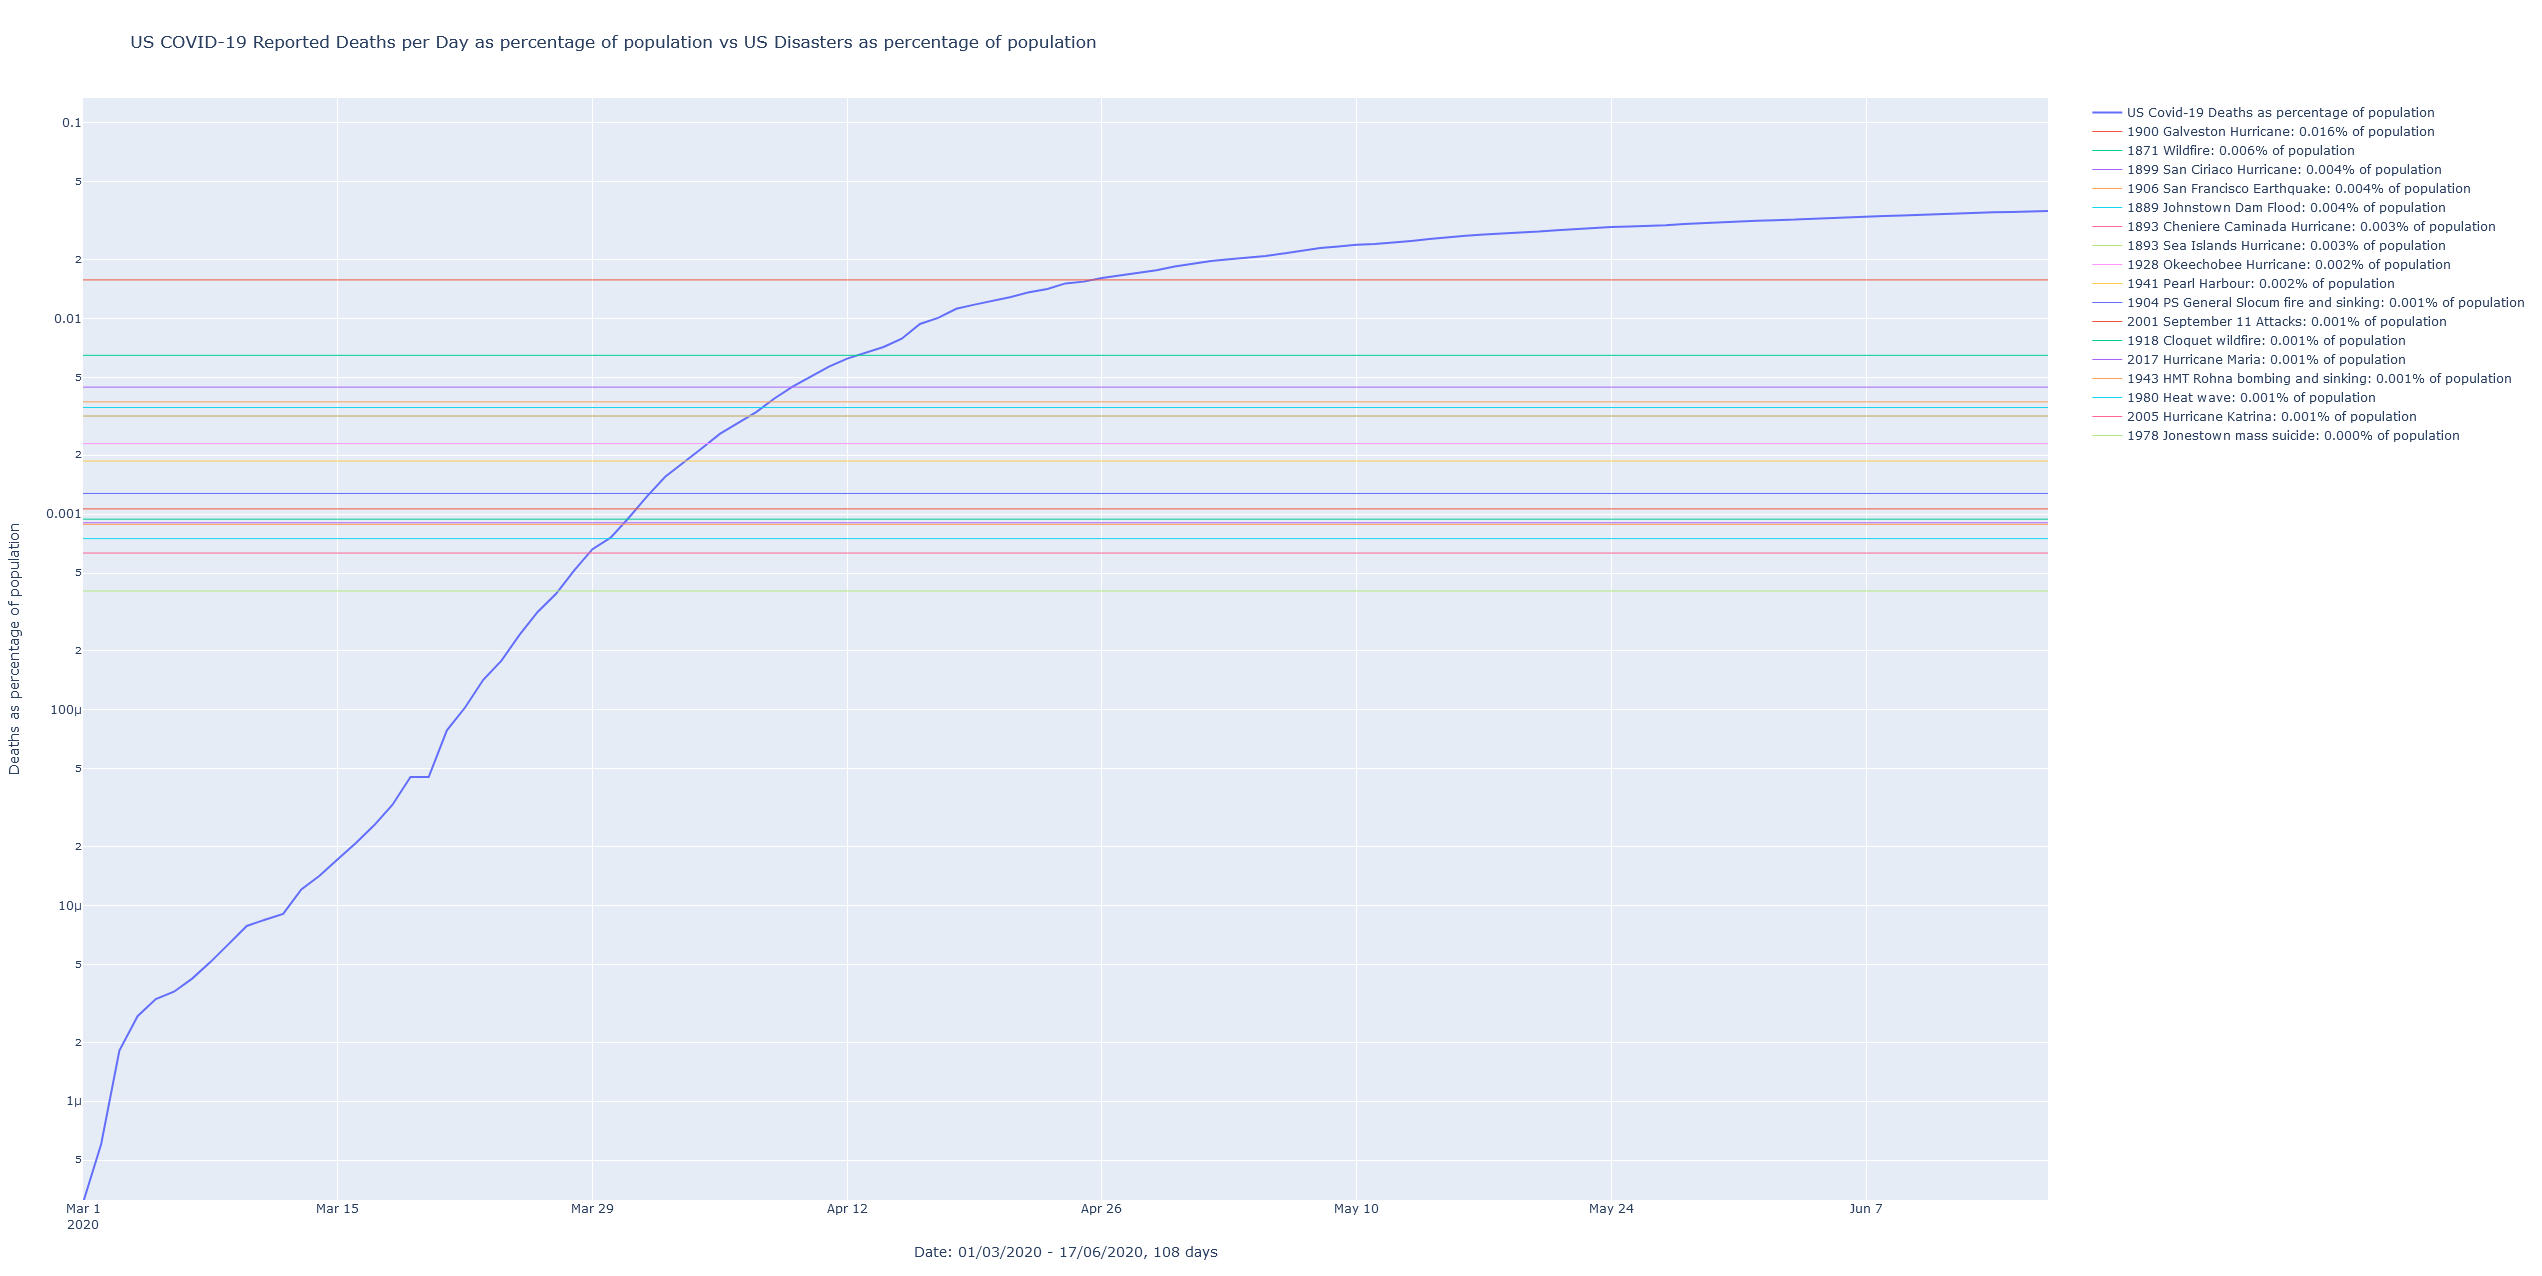 US COVID-19 Reported Deaths per Day as percentage of population vs US Disasters as percentage of population
0.1
5
2
0.01
5
2
0.001
5
2
100μ
5
2
10μ
5
2
1μ
5
Deaths as percentage of population
Mar 1
2020
Mar 15
Mar 29
Apr 12
Apr 26
May 10
May 24
Jun 7
Date: 01/03/2020 - 17/06/2020, 108 days
US Covid-19 Deaths as percentage of population
1900 Galveston Hurricane: 0.016% of population
1871 Wildfire: 0.006% of population
1899 San Ciriaco Hurricane: 0.004% of population
1906 San Francisco Earthquake: 0.004% of population
1889 Johnstown Dam Flood: 0.004% of population
1893 Cheniere Caminada Hurricane: 0.003% of population
1893 Sea Islands Hurricane: 0.003% of population
1928 Okeechobee Hurricane: 0.002% of population
1941 Pearl Harbour: 0.002% of population
1904 PS General Slocum fire and sinking: 0.001% of population
2001 September 11 Attacks: 0.001% of population
1918 Cloquet wildfire: 0.001% of population
2017 Hurricane Maria: 0.001% of population
1943 HMT Rohna bombing and sinking: 0.001% of population
1980 Heat wave: 0.001% of population
2005 Hurricane Katrina: 0.001% of population
1978 Jonestown mass suicide: 0.000% of population